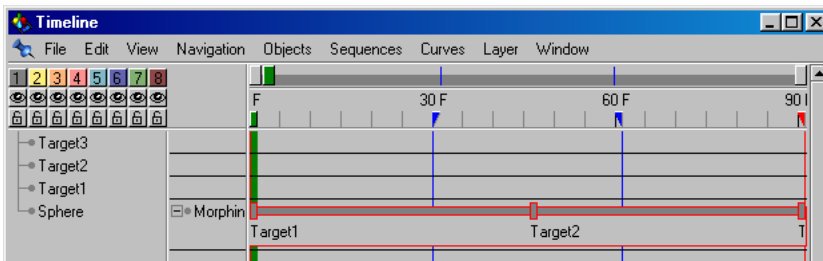 Timeline
File Edit View Navigation Objects Sequences Curves Layer Window
1 2 3 4 5 6 7 8
F 30 F 60 F 90
Target3
Target2
Target1
Sphere Morphin
Target1 Target2 T